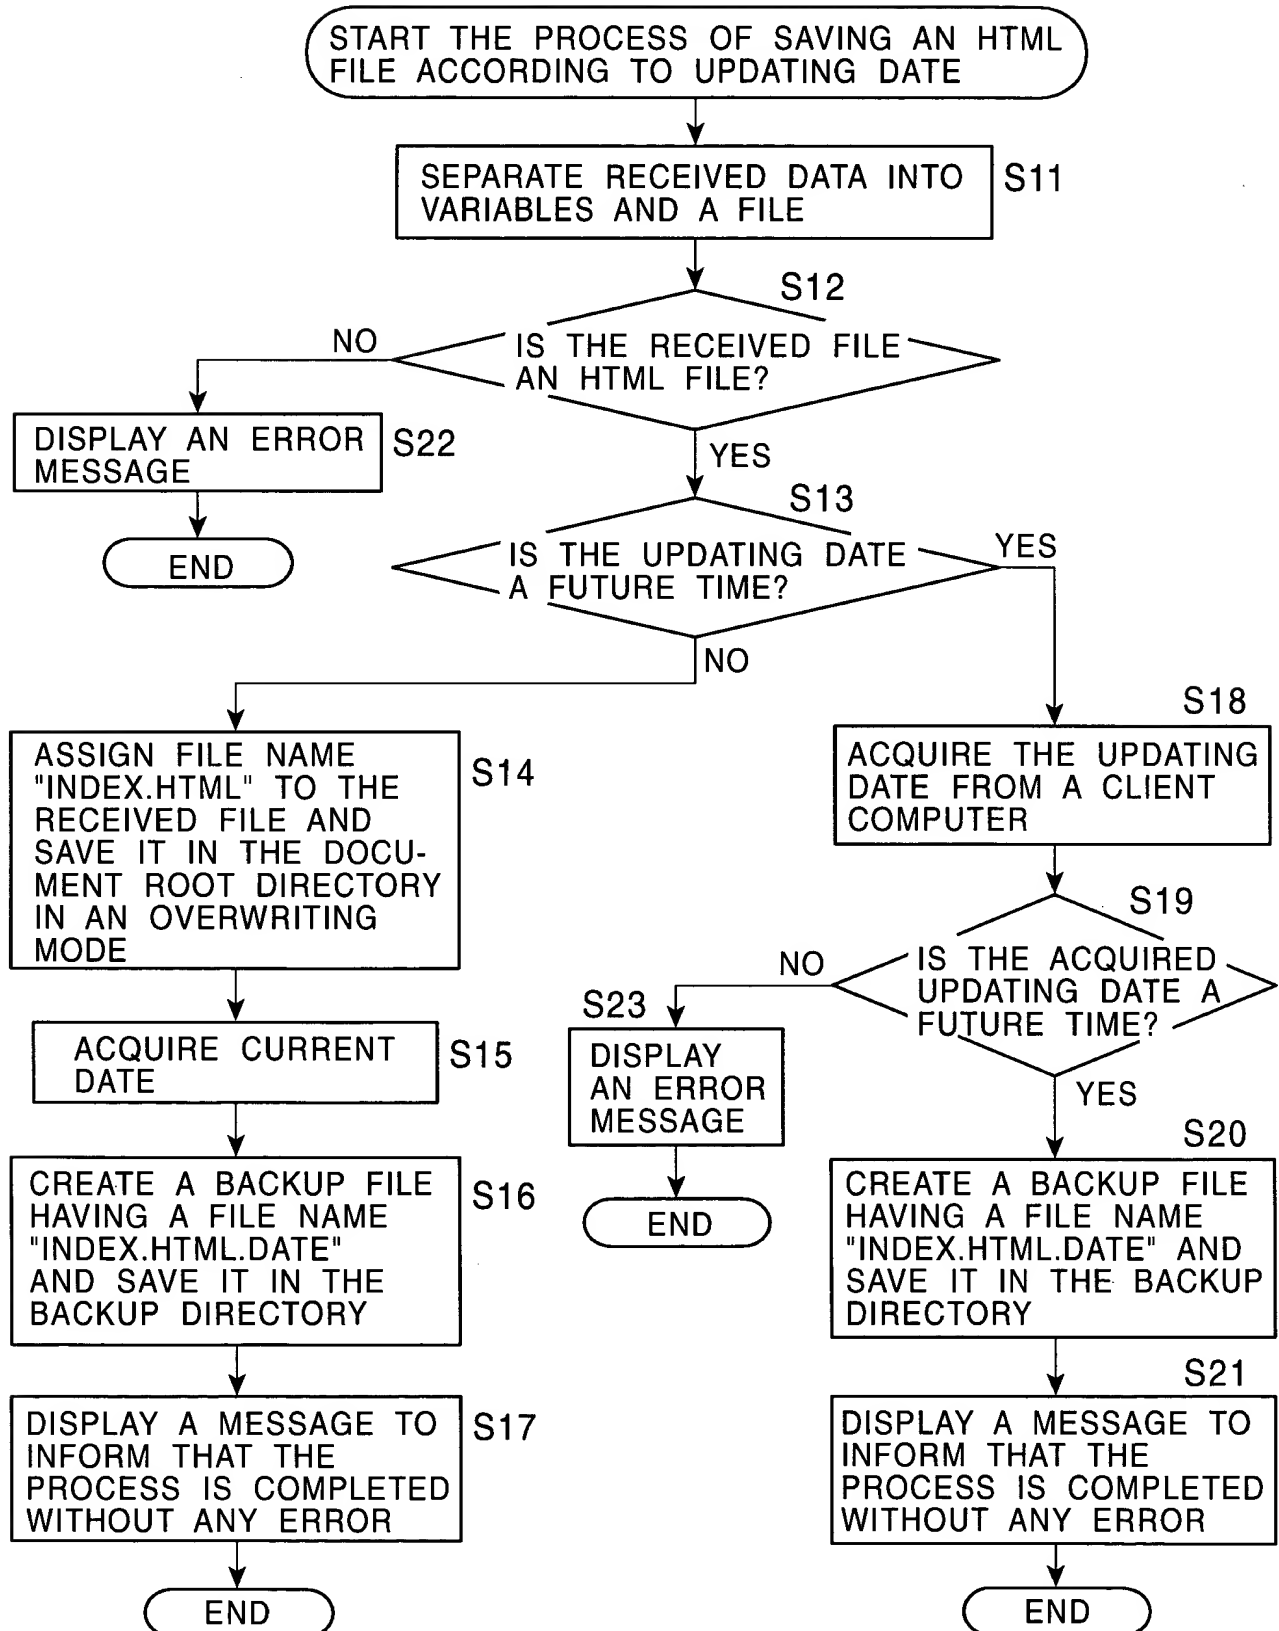 START THE PROCESS OF SAVING AN HTML
FILE ACCORDING TO UPDATING DATE
SEPARATE RECEIVED DATA INTO
VARIABLES AND A FILE
S11
S12
IS THE RECEIVED FILE
AN HTML FILE?
NO
DISPLAY AN ERROR
MESSAGE
S22
END
YES
S13
IS THE UPDATING DATE
A FUTURE TIME?
YES
NO
ASSIGN FILE NAME
"INDEX.HTML" TO THE
RECEIVED FILE AND
SAVE IT IN THE DOCU-
MENT ROOT DIRECTORY
IN AN OVERWRITING
MODE
S14
ACQUIRE CURRENT
DATE
S15
CREATE A BACKUP FILE
HAVING A FILE NAME
"INDEX.HTML.DATE"
AND SAVE IT IN THE
BACKUP DIRECTORY
S16
DISPLAY A MESSAGE TO
INFORM THAT THE
PROCESS IS COMPLETED
WITHOUT ANY ERROR
S17
END
S18
ACQUIRE THE UPDATING
DATE FROM A CLIENT
COMPUTER
S19
IS THE ACQUIRED
UPDATING DATE A
FUTURE TIME?
NO
S23
DISPLAY
AN ERROR
MESSAGE
END
YES
S20
CREATE A BACKUP FILE
HAVING A FILE NAME
"INDEX.HTML.DATE" AND
SAVE IT IN THE BACKUP
DIRECTORY
S21
DISPLAY A MESSAGE TO
INFORM THAT THE
PROCESS IS COMPLETED
WITHOUT ANY ERROR
END